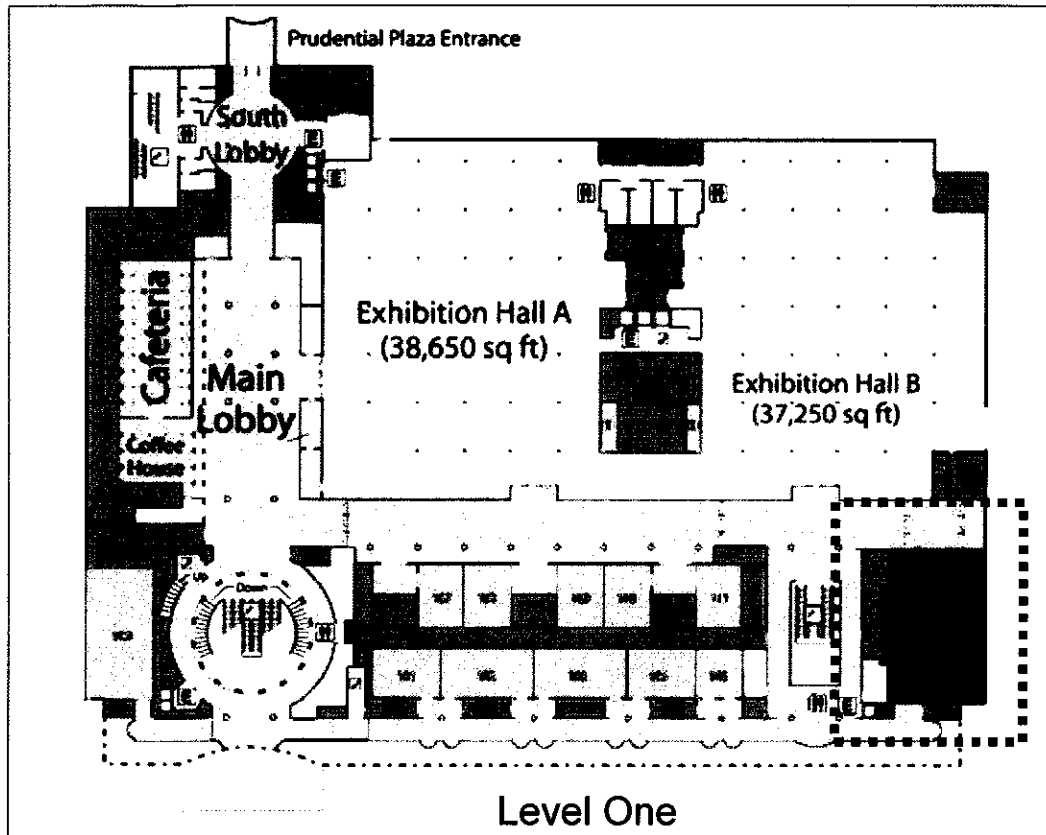 Prudential Plaza Entrance
South
Lobby
Cafeteria
Main
Lobby
Coffee
House
Exhibition Hall A
(38,650 sq ft)
Exhibition Hall B
(37,250 sq ft)
Up
Down
Level One